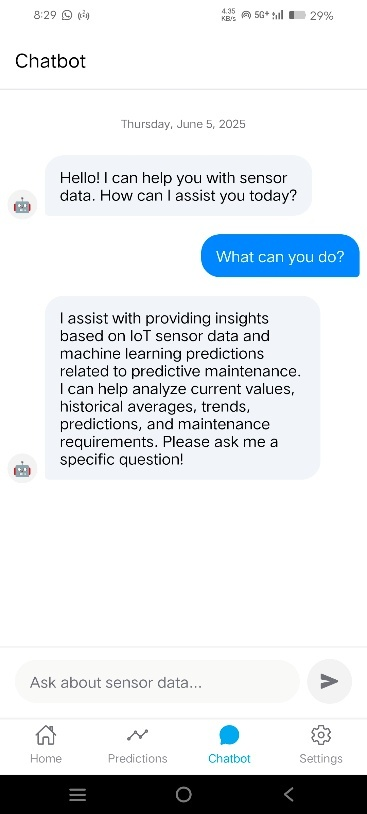 8:29
4.35
KB/s
5G+
29%
Chatbot
Thursday, June 5, 2025
Hello! I can help you with sensor
data. How can I assist you today?
What can you do?
I assist with providing insights
based on IoT sensor data and
machine learning predictions
related to predictive maintenance.
I can help analyze current values,
historical averages, trends,
predictions, and maintenance
requirements. Please ask me a
specific question!
Ask about sensor data...
Home
Predictions
Chatbot
Settings